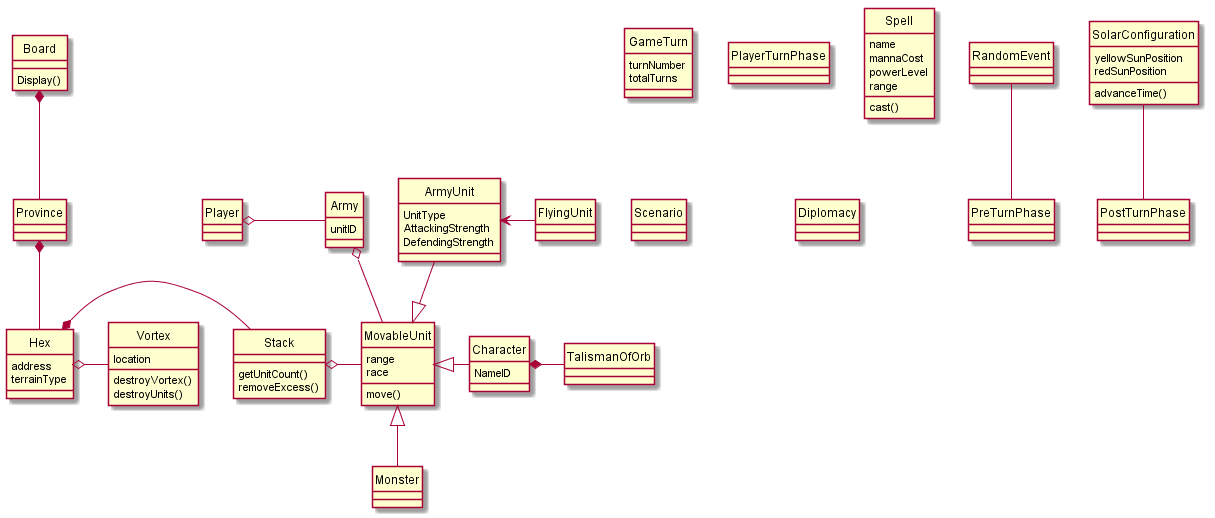 Board
Display()
GameTurn
turnNumber
totalTurns
PlayerTurnPhase
Spell
name
mannaCost
powerLevel
range
cast()
RandomEvent
SolarConfiguration
yellowSunPosition
redSunPosition
advanceTime()
Province
Player
Army
unitID
ArmyUnit
UnitType
AttackingStrength
DefendingStrength
FlyingUnit
Scenario
Diplomacy
PreTurnPhase
PostTurnPhase
Hex
address
terrainType
Vortex
location
destroyVortex()
destroyUnits()
Stack
getUnitCount()
removeExcess()
MovableUnit
range
race
move()
Character
NameID
TalismanOfOrb
Monster